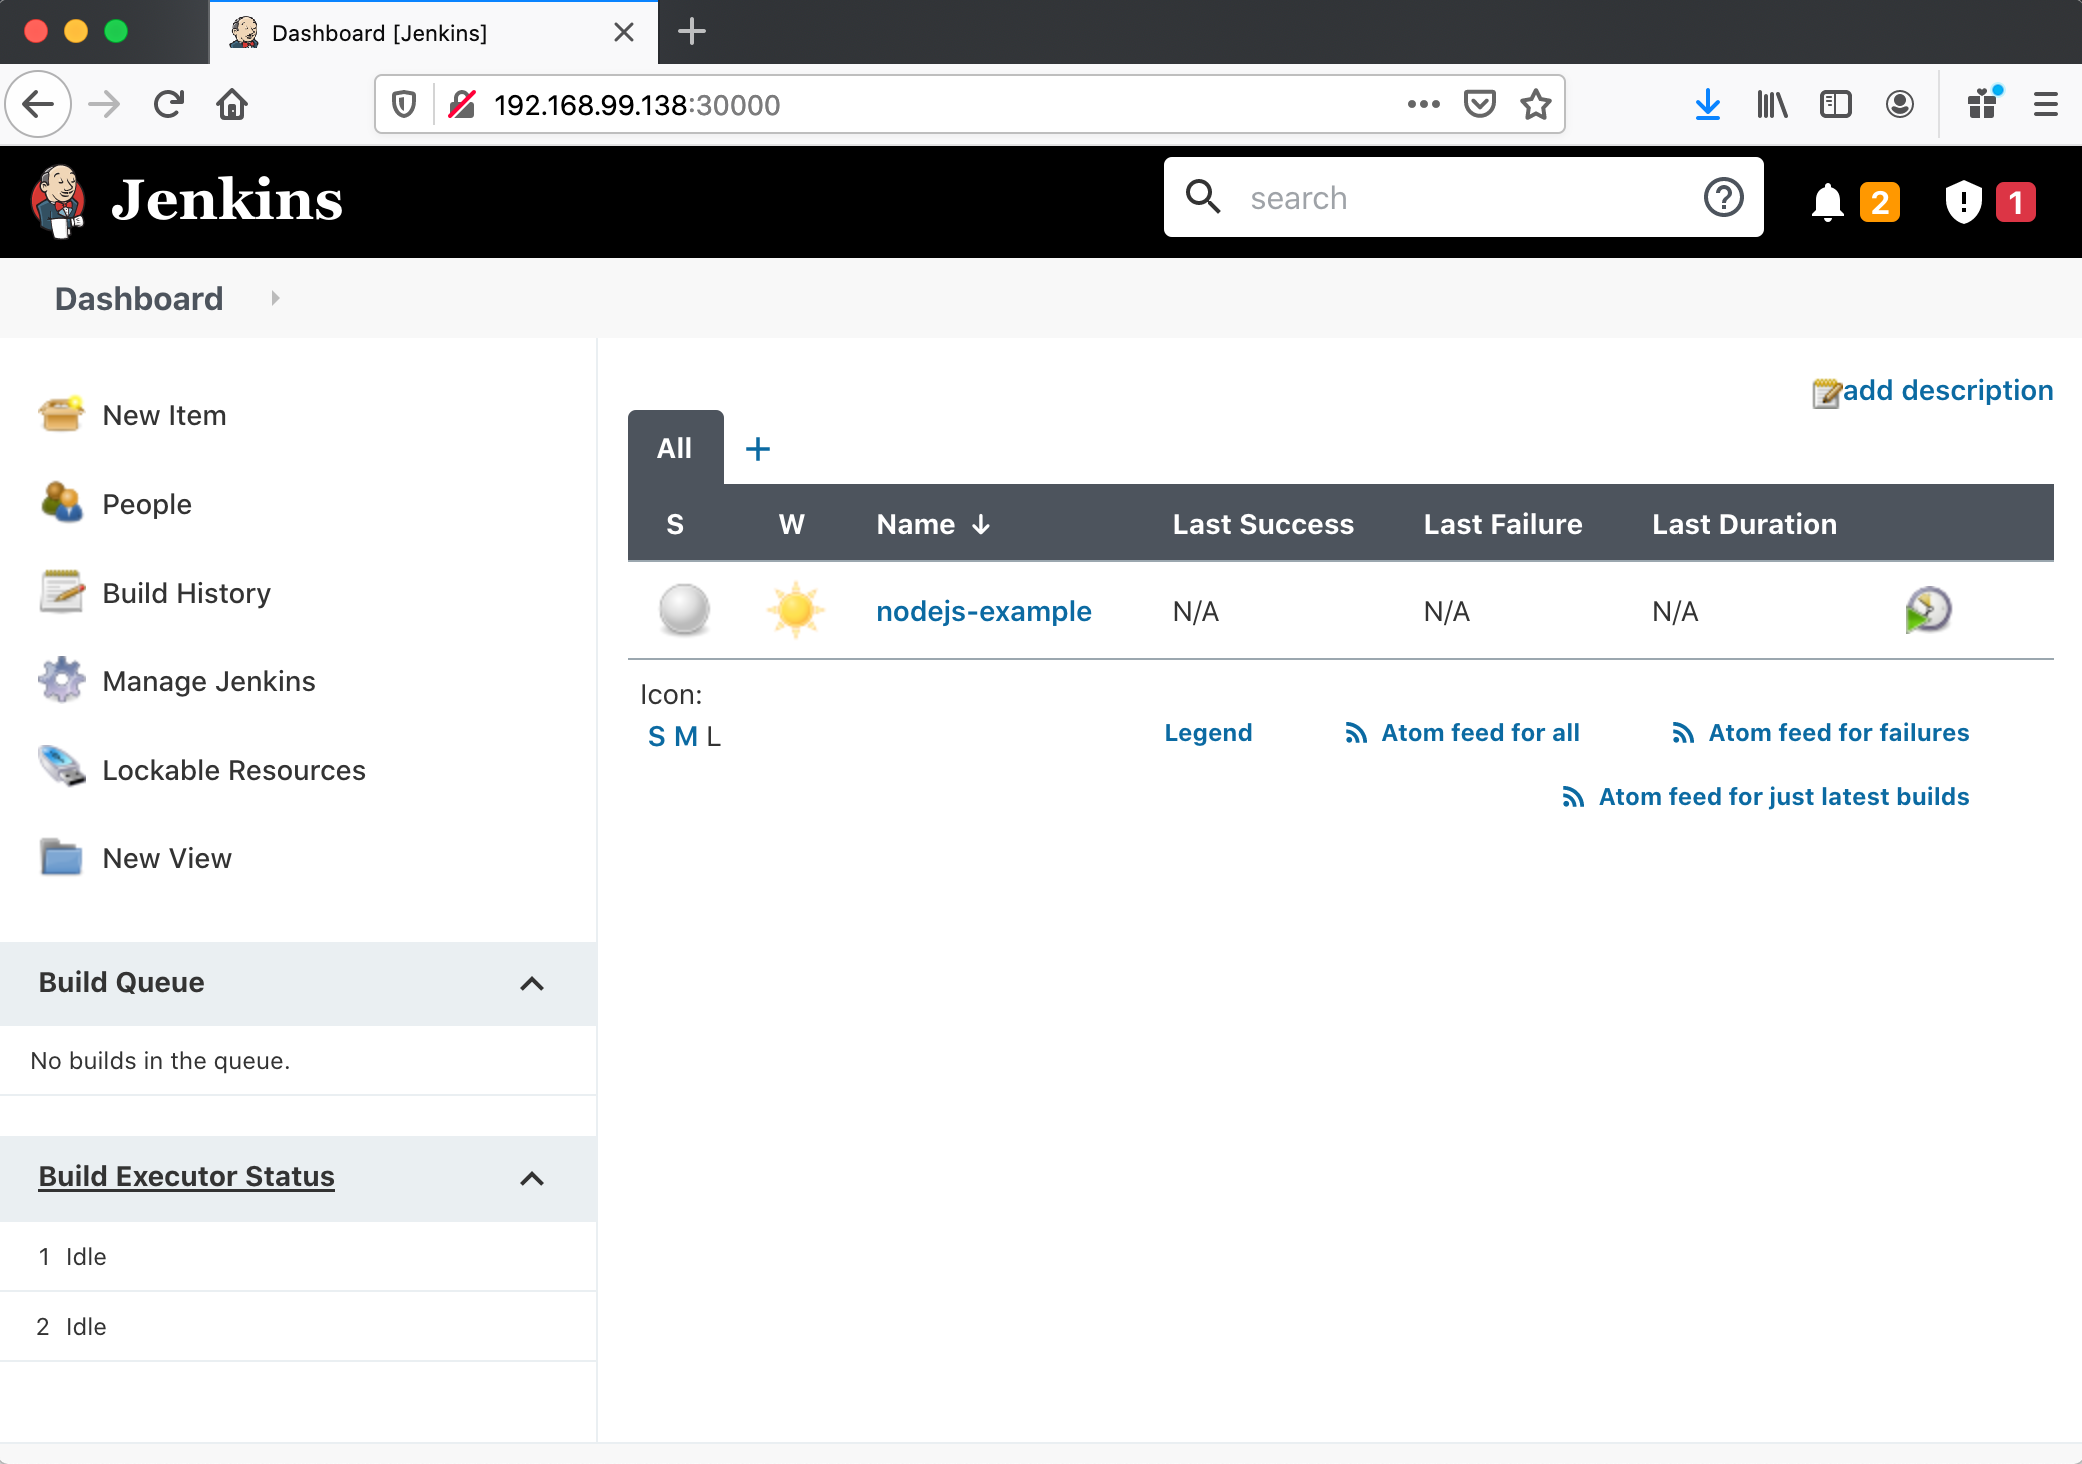 Dashboard [Jenkins]
192.168.99.138:30000
Jenkins
search
2
1
Dashboard
New Item
People
Build History
Manage Jenkins
Lockable Resources
New View
Build Queue
No builds in the queue.
Build Executor Status
1 Idle
2 Idle
add description
All +
S W Name ↓ Last Success Last Failure Last Duration
nodejs-example N/A N/A N/A
Icon:
S M L
Legend Atom feed for all Atom feed for failures
Atom feed for just latest builds